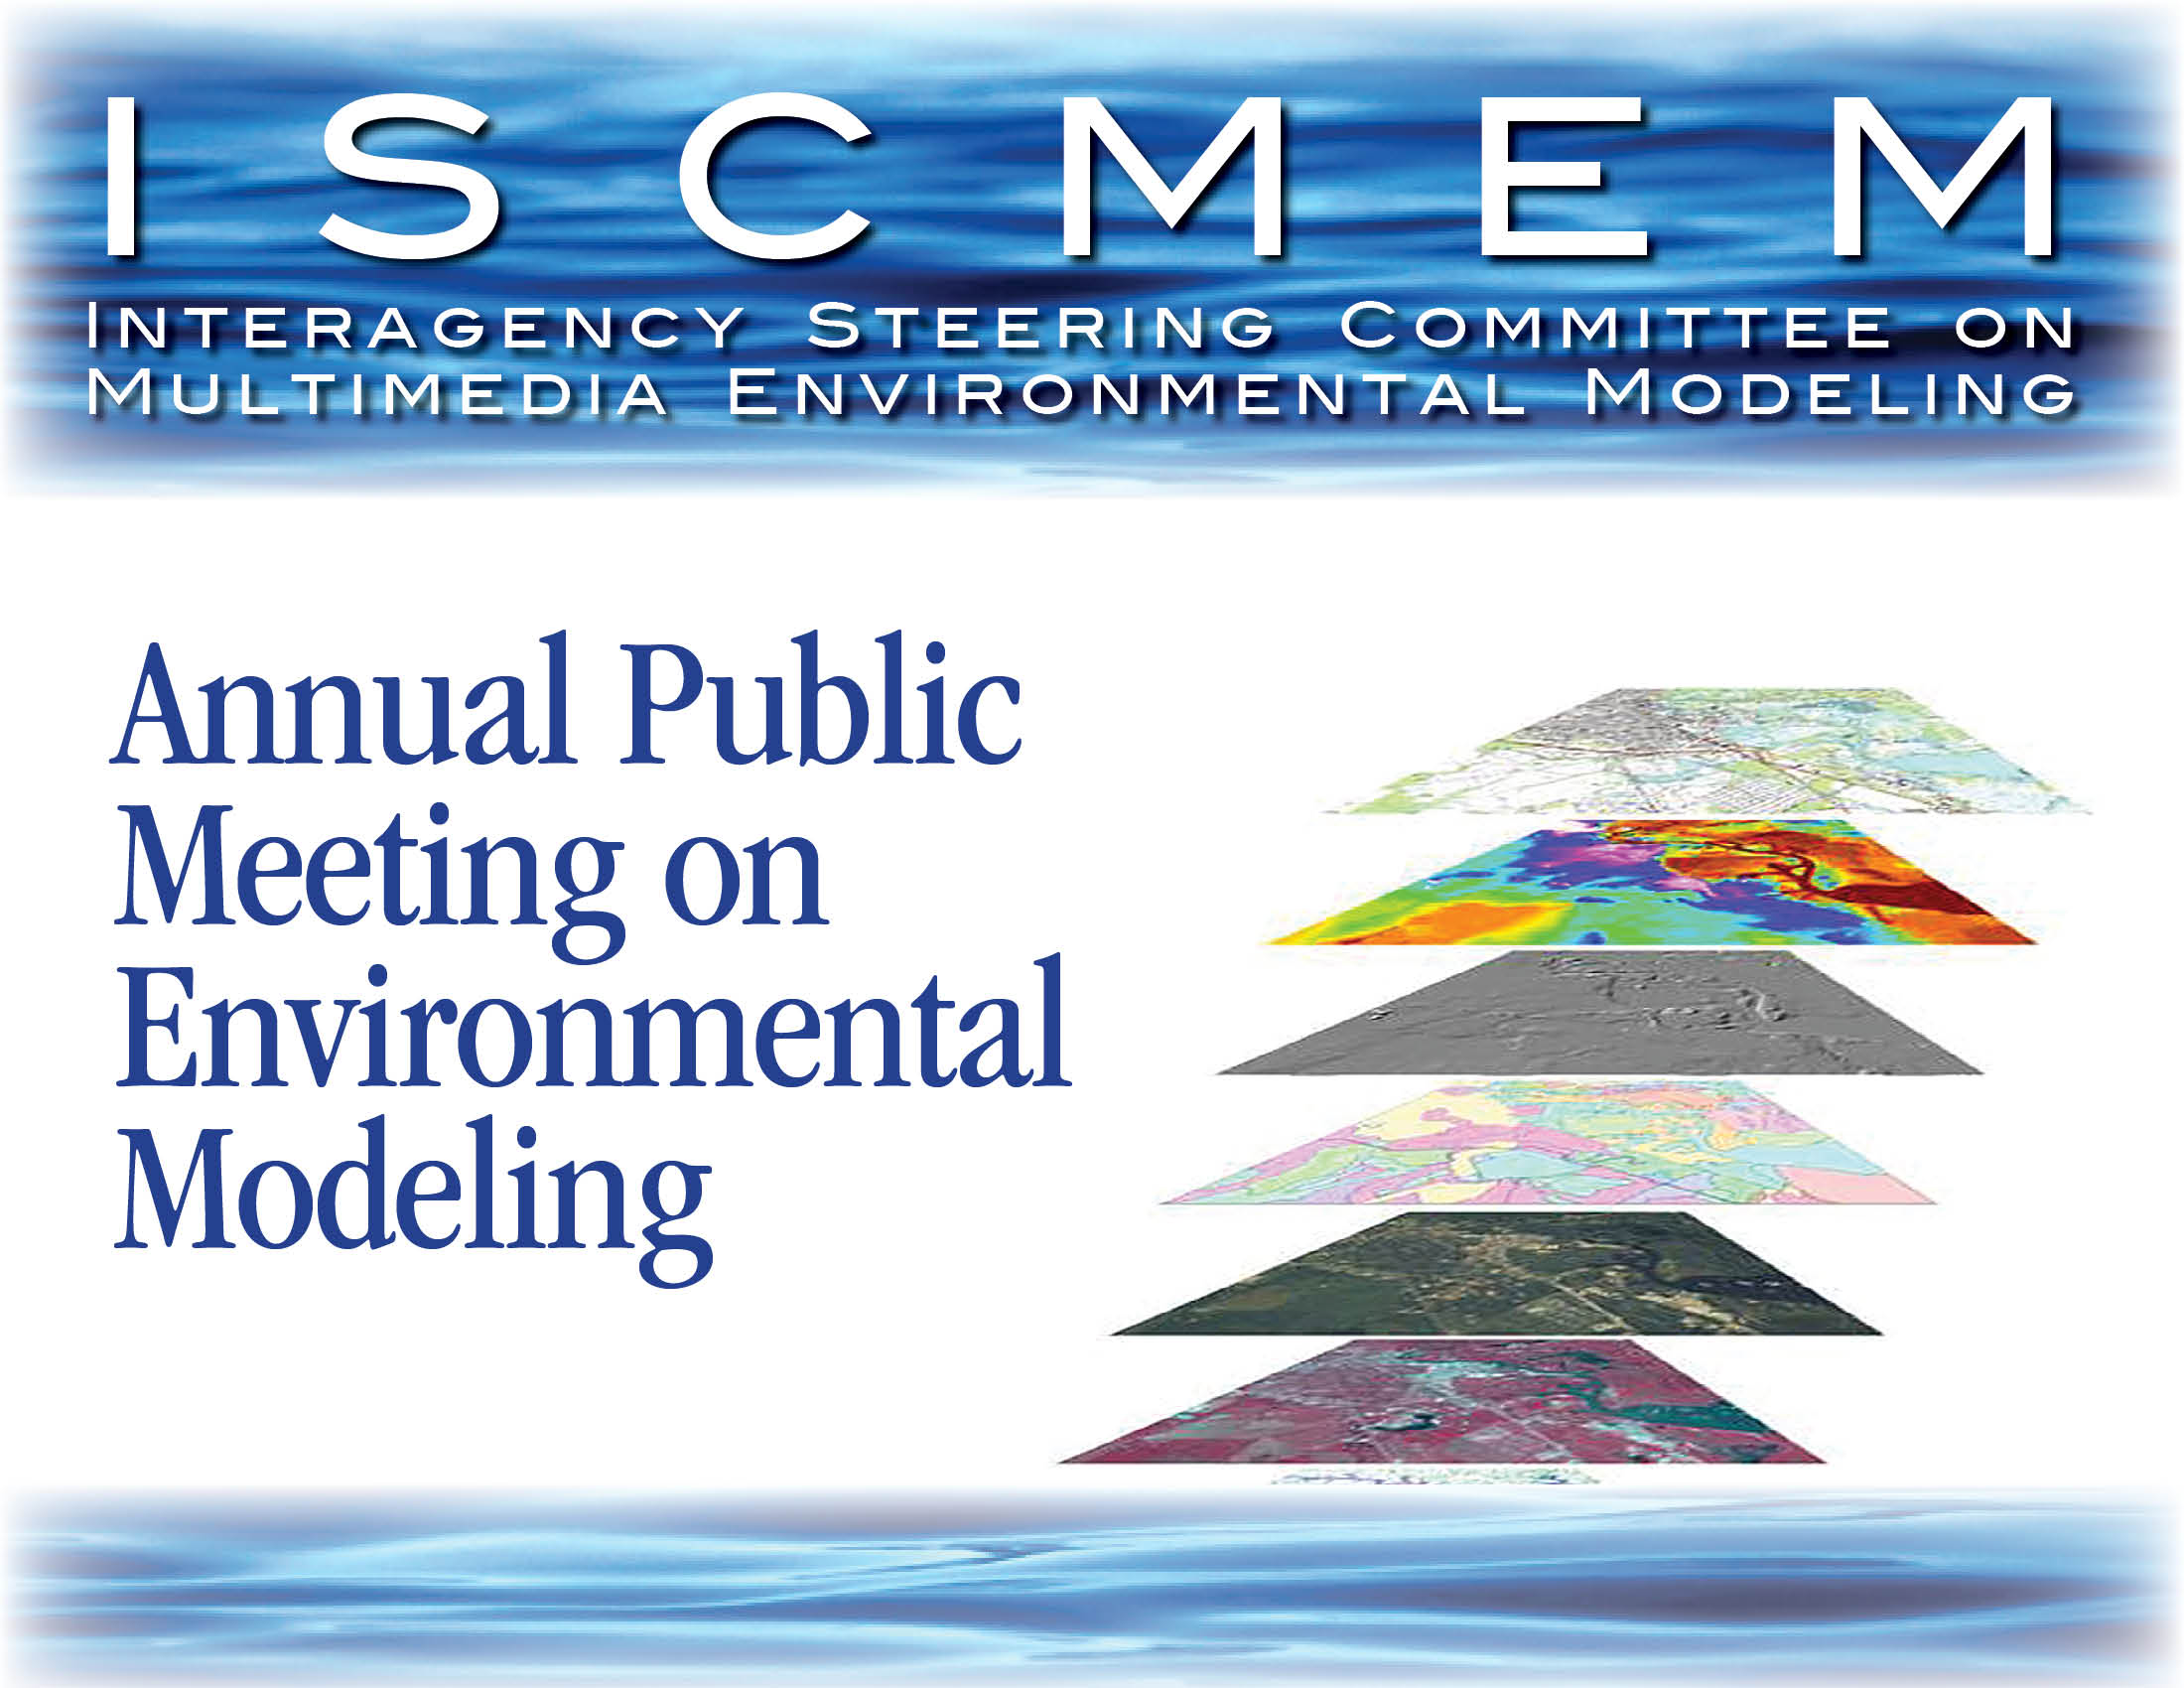 ISCMEM
Interagency Steering Committee on
Multimedia Environmental Modeling
Annual Public
Meeting on
Environmental
Modeling